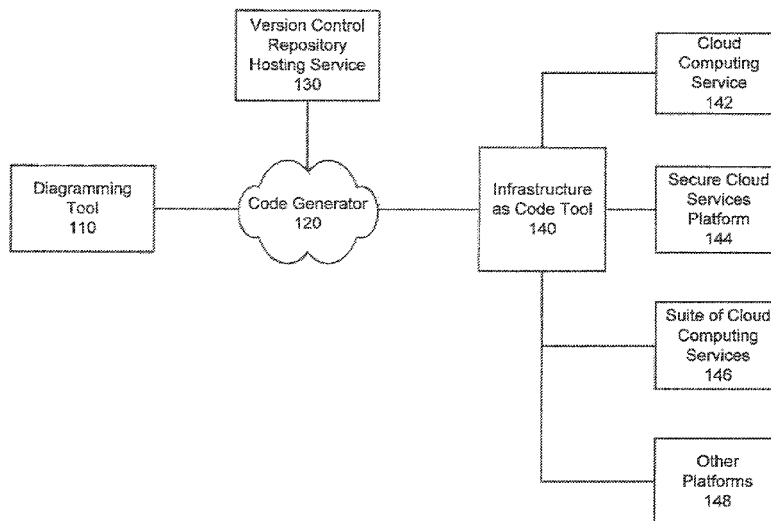 Version Control
Repository
Hosting Service
130
Cloud
Computing
Service
142
Diagramming
Tool
110
Code Generator
120
Infrastructure
as Code Tool
140
Secure Cloud
Services
Platform
144
Suite of Cloud
Computing
Services
146
Other
Platforms
148